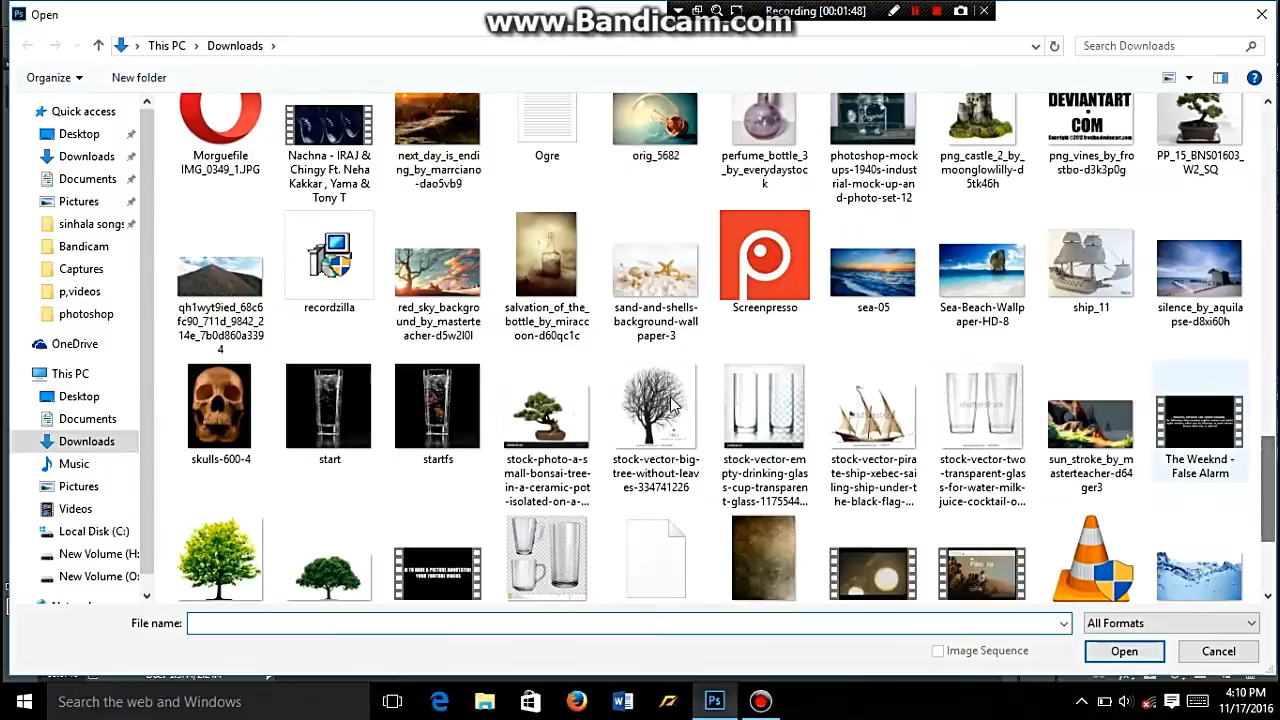 Open
Recording [00:01:48]
www.Bandicam.com
This PC
Downloads
Search Downloads
Organize
New folder
Quick access
Desktop
Downloads
Documents
Pictures
sinhala songs
Bandicam
Captures
p,videos
photoshop
OneDrive
This PC
Desktop
Documents
Downloads
Music
Pictures
Videos
Local Disk (C:)
New Volume (H:
New Volume (O:
DEVIANTART
COM
Morguefile
IMG_0349_1.JPG
Nachna - IRAJ &
Chingy Ft. Neha
Kakkar , Yama &
Tony T
next_day_is_endi
ng_by_marrciano
-dao5vb9
Ogre
orig_5682
perfume_bottle_3
_by_everydaystoc
k
photoshop-mock
ups-1940s-indust
rial-mock-up-an
d-photo-set-12
png_castle_2_by_
moonglowlilly-d
5tk46h
png_vines_by_fro
stbo-d3k3p0g
PP_15_BNS01603_
W2_SQ
qh1wyt9ied_68c6
fc90_711d_9842_2
14e_7b0d860a339
4
recordzilla
red_sky_backgro
und_by_masterte
acher-d5w2l0l
salvation_of_the_
bottle_by_miracc
oon-d60qc1c
sand-and-shells-
background-wall
paper-3
Screenpresso
sea-05
Sea-Beach-Wallp
aper-HD-8
ship_11
silence_by_aquila
pse-d8xi60h
skulls-600-4
start
startfs
stock-photo-a-s
mall-bonsai-tree-
in-a-ceramic-pot
-isolated-on-a-...
stock-vector-big-
tree-without-leav
es-334741226
stock-vector-em
pty-drinking-glas
s-cup-transparen
t-glass-1175544...
stock-vector-pira
te-ship-xebec-sai
ling-ship-under-t
he-black-flag-...
stock-vector-two
-transparent-glas
s-for-water-milk-
juice-cocktail-o...
sun_stroke_by_m
asterteacher-d64
ger3
The Weeknd -
False Alarm
File name:
All Formats
Image Sequence
Open
Cancel
Search the web and Windows
4:10 PM
11/17/2016